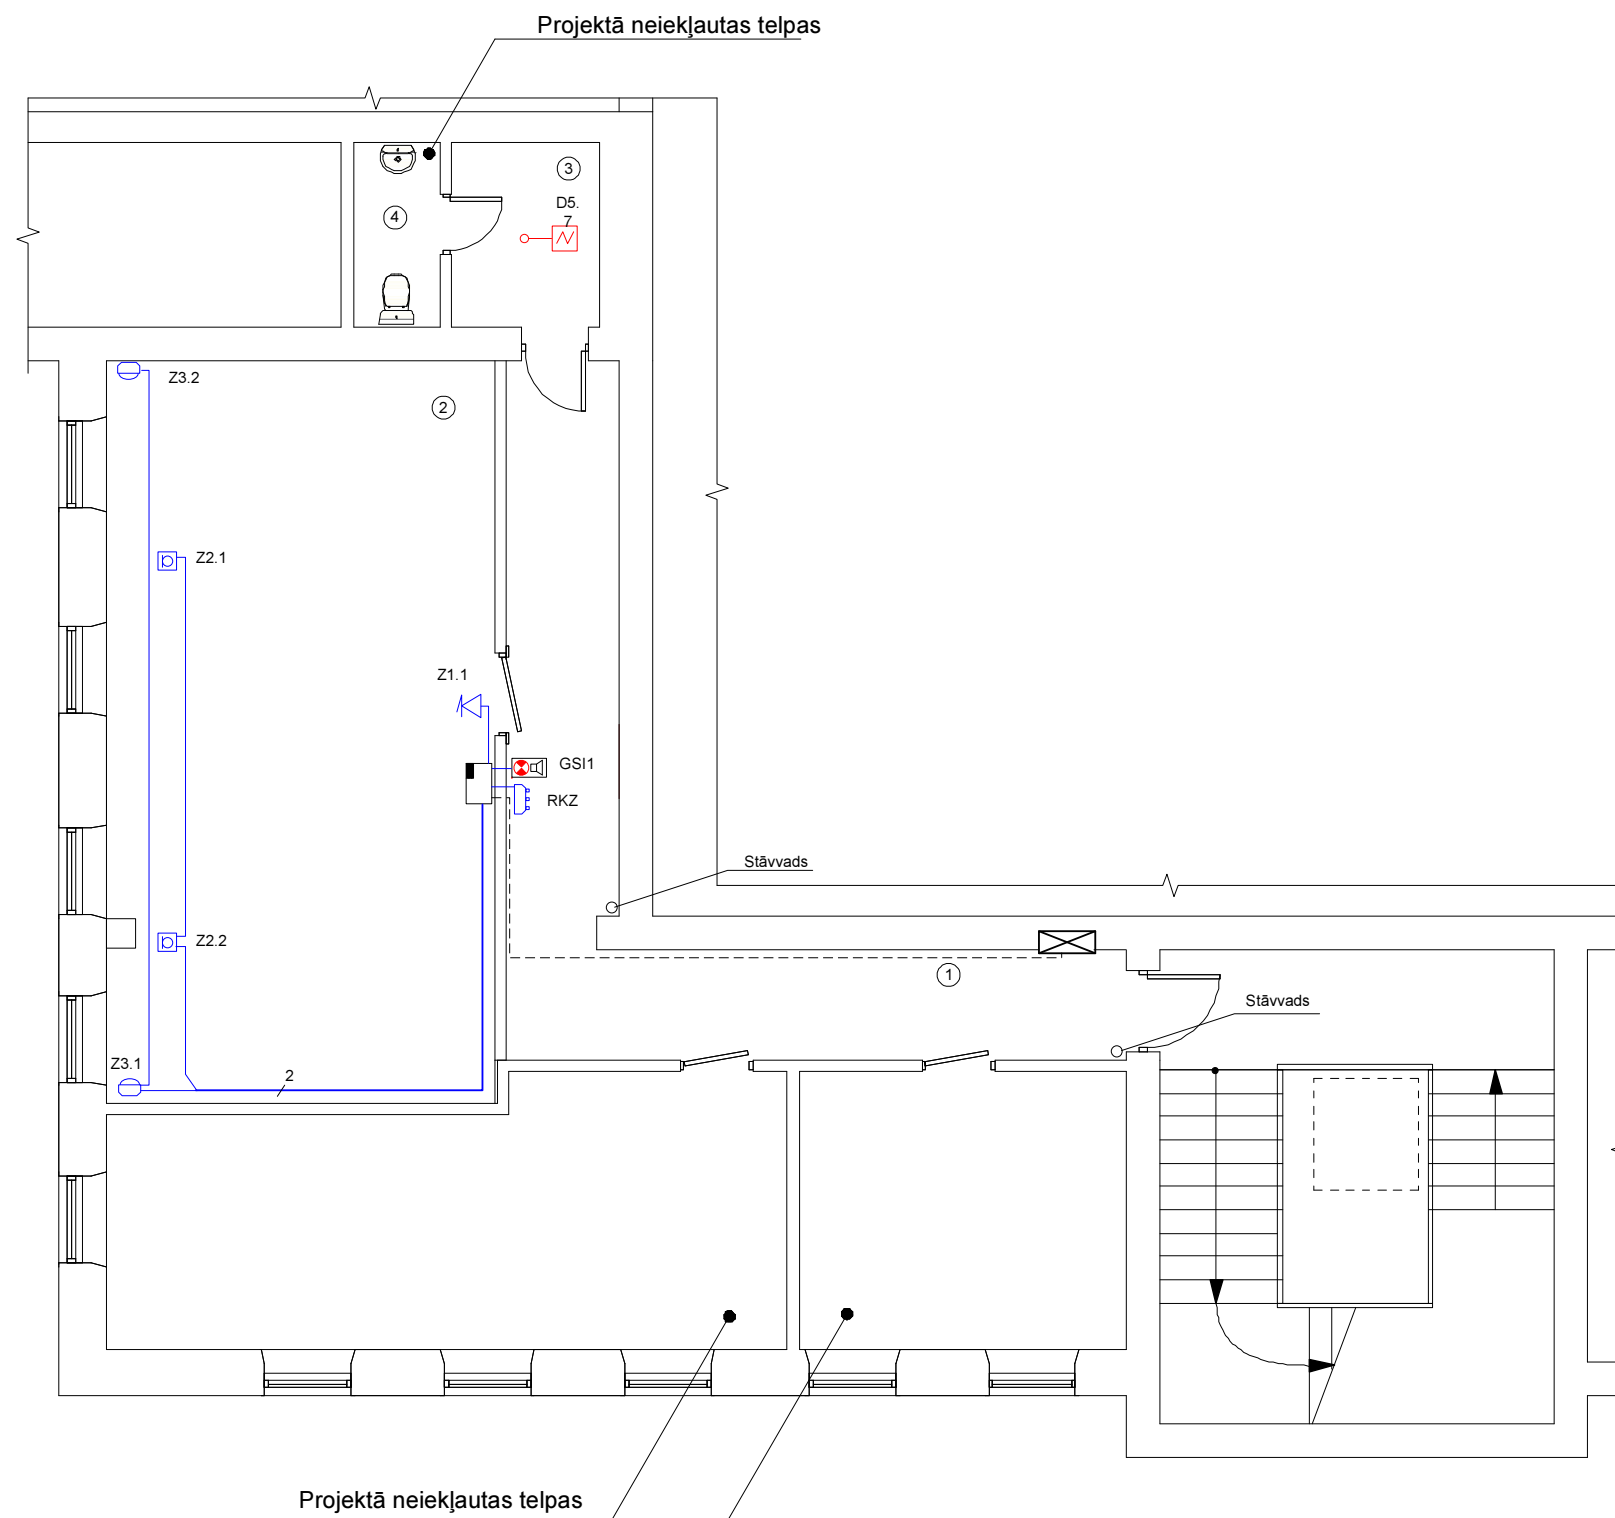 Projektā neiekļautas telpas
3
D5.
7
4
Z3.2
2
Z2.1
Z1.1
GSI1
RKZ
Stāvvads
Z2.2
1
Stāvvads
Z3.1
2
Projektā neiekļautas telpas